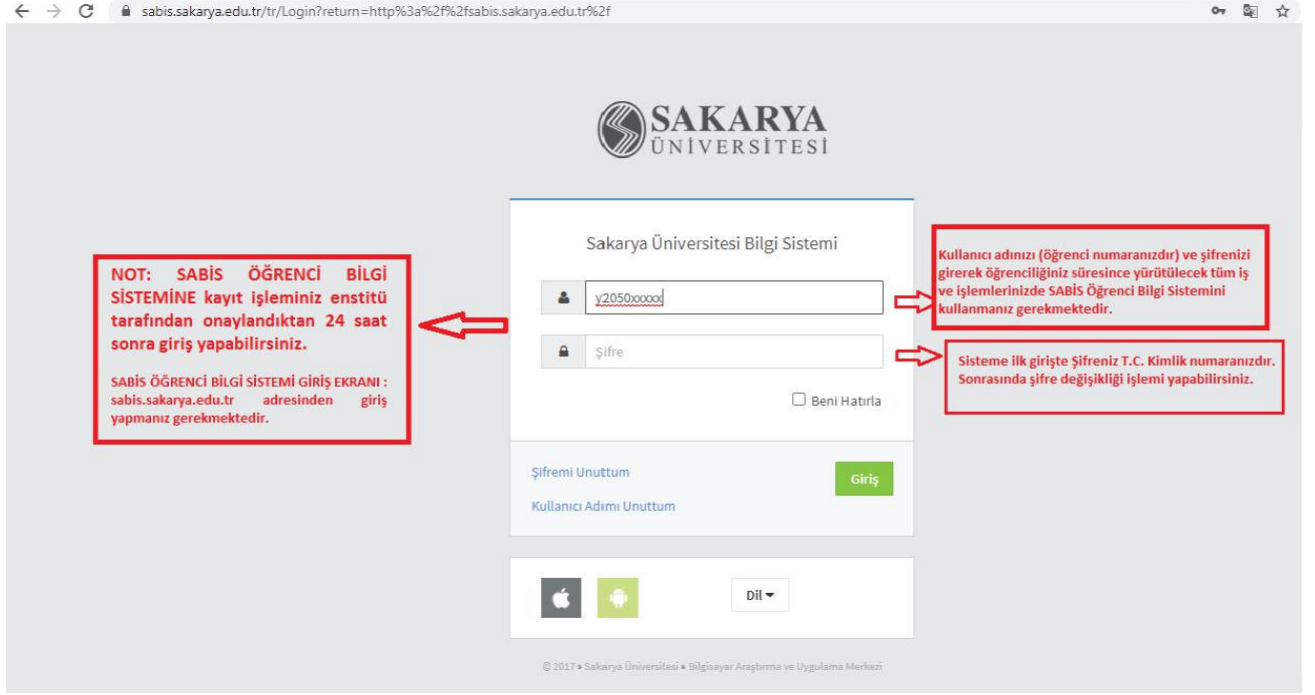 sabis.sakarya.edu.tr/tr/Login?return=http%3a%2f%2fsabis.sakarya.edu.tr%2f
SAKARYA
ÜNİVERSİTESİ
Sakarya Üniversitesi Bilgi Sistemi
y2050xxxxx
Şifre
Beni Hatırla
Şifremi Unuttum
Giriş
Kullanıcı Adımı Unuttum
Dil
© 2017 » Sakarya Üniversitesi » Bilgisayar Araştırma ve Uygulama Merkezi
NOT: SABİS ÖĞRENCİ BİLGİ
SİSTEMİNE kayıt işleminiz enstitü
tarafından onaylandıktan 24 saat
sonra giriş yapabilirsiniz.
SABİS ÖĞRENCİ BİLGİ SİSTEMİ GİRİŞ EKRANI :
sabis.sakarya.edu.tr adresinden giriş
yapmanız gerekmektedir.
Kullanıcı adınızı (öğrenci numaranızdır) ve şifrenizi
girerek öğrenciliğiniz süresince yürütülecek tüm iş
ve işlemlerinizde SABİS Öğrenci Bilgi Sistemini
kullanmanız gerekmektedir.
Sisteme ilk girişte Şifreniz T.C. Kimlik numaranızdır.
Sonrasında şifre değişikliği işlemi yapabilirsiniz.